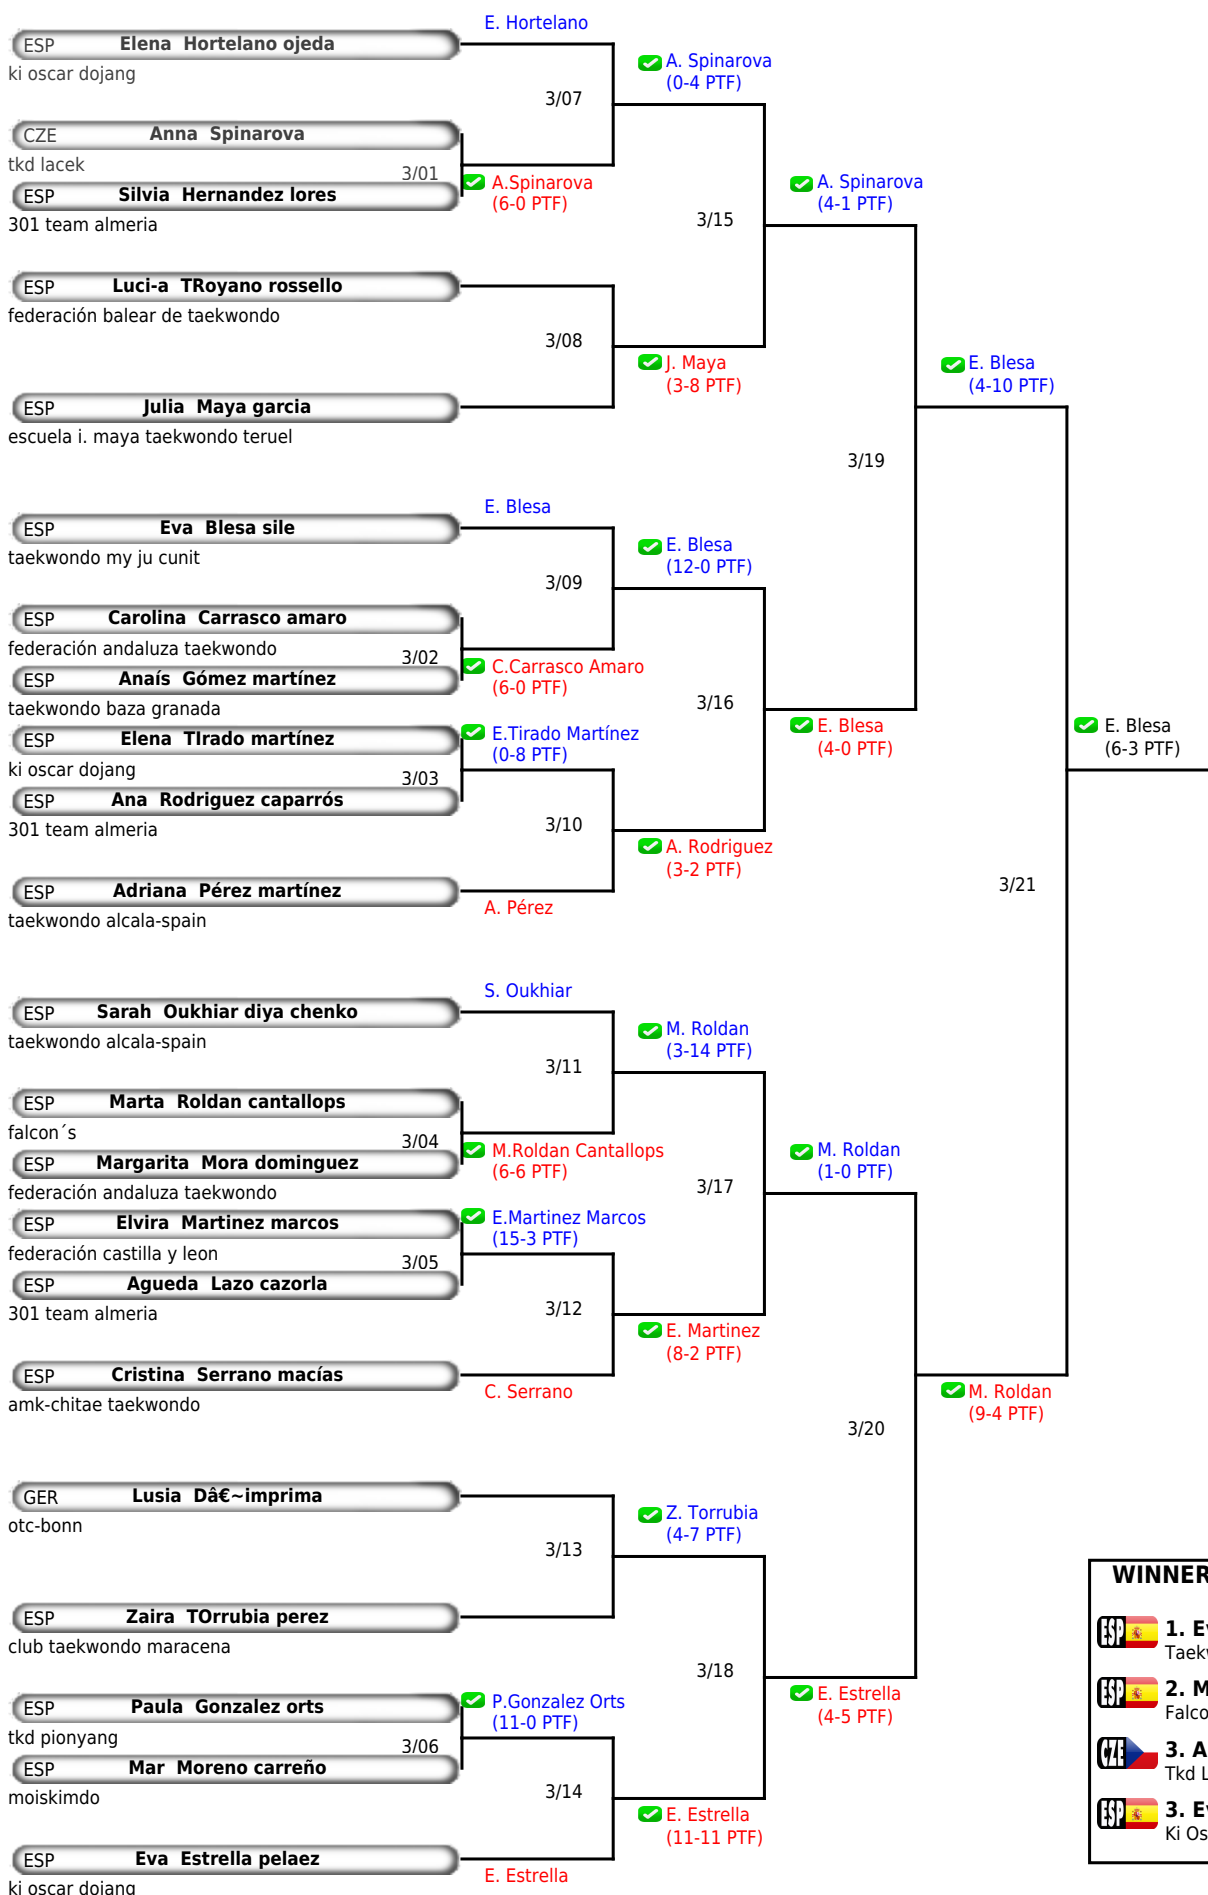 E. Hortelano
ESP Elena Hortelano ojeda
ki oscar dojang
A. Spinarova
(0-4 PTF)
3/07
CZE Anna Spinarova
tkd lacek
3/01
A.Spinarova
(6-0 PTF)
ESP Silvia Hernandez lores
301 team almeria
A. Spinarova
(4-1 PTF)
3/15
ESP Luci-a TRoyano rossello
federación balear de taekwondo
3/08
J. Maya
(3-8 PTF)
ESP Julia Maya garcia
escuela i. maya taekwondo teruel
E. Blesa
(4-10 PTF)
3/19
E. Blesa
ESP Eva Blesa sile
taekwondo my ju cunit
E. Blesa
(12-0 PTF)
3/09
ESP Carolina Carrasco amaro
federación andaluza taekwondo
3/02
C.Carrasco Amaro
(6-0 PTF)
ESP Anaís Gómez martínez
taekwondo baza granada
3/16
E. Blesa
(4-0 PTF)
ESP Elena TIrado martínez
ki oscar dojang
E.Tirado Martínez
(0-8 PTF)
3/03
ESP Ana Rodriguez caparrós
301 team almeria
3/10
A. Rodriguez
(3-2 PTF)
ESP Adriana Pérez martínez
taekwondo alcala-spain
A. Pérez
E. Blesa
(6-3 PTF)
3/21
S. Oukhiar
ESP Sarah Oukhiar diya chenko
taekwondo alcala-spain
M. Roldan
(3-14 PTF)
3/11
ESP Marta Roldan cantallops
falcon´s
3/04
M.Roldan Cantallops
(6-6 PTF)
ESP Margarita Mora dominguez
federación andaluza taekwondo
M. Roldan
(1-0 PTF)
3/17
ESP Elvira Martinez marcos
federación castilla y leon
E.Martinez Marcos
(15-3 PTF)
3/05
ESP Agueda Lazo cazorla
301 team almeria
3/12
E. Martinez
(8-2 PTF)
ESP Cristina Serrano macías
amk-chitae taekwondo
C. Serrano
M. Roldan
(9-4 PTF)
3/20
GER Lusia Dâ€~imprima
otc-bonn
Z. Torrubia
(4-7 PTF)
3/13
ESP Zaira TOrrubia perez
club taekwondo maracena
3/18
E. Estrella
(4-5 PTF)
ESP Paula Gonzalez orts
tkd pionyang
P.Gonzalez Orts
(11-0 PTF)
3/06
ESP Mar Moreno carreño
moiskimdo
3/14
E. Estrella
(11-11 PTF)
ESP Eva Estrella pelaez
ki oscar dojang
E. Estrella
WINNER
ESP 1. Ev
Taekw
ESP 2. M
Falco
CZE 3. A
Tkd L
ESP 3. Ev
Ki Os